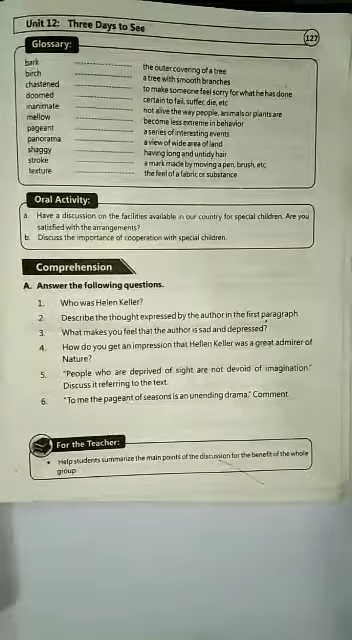 Unit 12: Three Days to See
127
Glossary:
bark ---------------- the outer covering of a tree
birch ---------------- a tree with smooth branches
chastened ---------------- to make someone feel sorry for what he has done
doomed ---------------- certain to fail, suffer, die, etc
inanimate ---------------- not alive the way people, animals or plants are
mellow ---------------- become less extreme in behavior
pageant ---------------- a series of interesting events
panorama ---------------- a view of wide area of land
shaggy ---------------- having long and untidy hair
stroke ---------------- a mark made by moving a pen, brush, etc
texture ---------------- the feel of a fabric or substance
Oral Activity:
a. Have a discussion on the facilities available in our country for special children. Are you
satisfied with the arrangements?
b. Discuss the importance of cooperation with special children.
Comprehension
A. Answer the following questions.
1. Who was Helen Keller?
2. Describe the thought expressed by the author in the first paragraph.
3. What makes you feel that the author is sad and depressed?
4. How do you get an impression that Hellen Keller was a great admirer of
Nature?
5. "People who are deprived of sight are not devoid of imagination."
Discuss it referring to the text.
6. "To me the pageant of seasons is an unending drama," Comment.
For the Teacher:
• Help students summarize the main points of the discussion for the benefit of the whole
group